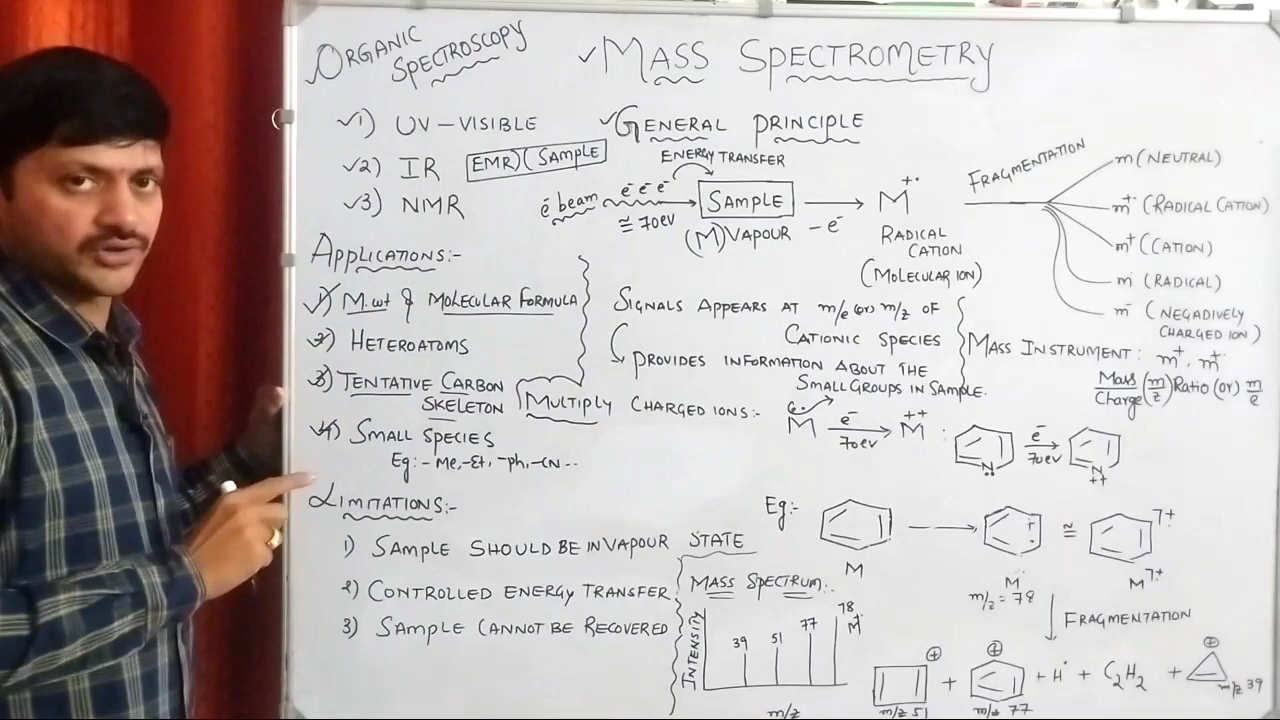 ORGANIC SPECTROSCOPY
MASS SPECTROMETRY
1) UV-VISIBLE
2) IR EMR)(SAMPLE
3) NMR
GENERAL PRINCIPLE
ENERGY TRANSFER
e⁻ beam e⁻ e⁻ e⁻
≅ 70ev
SAMPLE
(M) VAPOUR
-e⁻
M⁺·
RADICAL CATION
(MOLECULAR ION)
FRAGMENTATION
m (NEUTRAL)
m⁺· (RADICAL CATION)
m⁺ (CATION)
m· (RADICAL)
m⁻ (NEGADIVELY CHARGED ION)
APPLICATIONS:-
1) M.wt & MOLECULAR FORMULA
2) HETEROATOMS
3) TENTATIVE CARBON SKELETON
4) SMALL SPECIES
Eg:- Me, -Et, -Ph, -CN --
SIGNALS APPEARS AT m/e (or) m/z OF
CATIONIC SPECIES
PROVIDES INFORMATION ABOUT THE
SMALL GROUPS IN SAMPLE.
MASS INSTRUMENT: m⁺, m⁺·
Mass/Charge (m/z) Ratio (or) m/e
MULTIPLY CHARGED IONS:-
M e⁻ 70ev M⁺⁺
N e⁻ 70ev N ++
LIMITATIONS:-
1) SAMPLE SHOULD BE IN VAPOUR STATE
2) CONTROLLED ENERGY TRANSFER
3) SAMPLE CANNOT BE RECOVERED
Eg:-
≅ ⁊⁺·
M
M·
m/z = 78
M⁊⁺·
FRAGMENTATION
MASS SPECTRUM:-
INTENSITY
39 51 77 78 M⁺·
m/z
⊕ + ⊕ + H· + C₂H₂ + ⊕
m/z 51 m/z 77 m/z 39